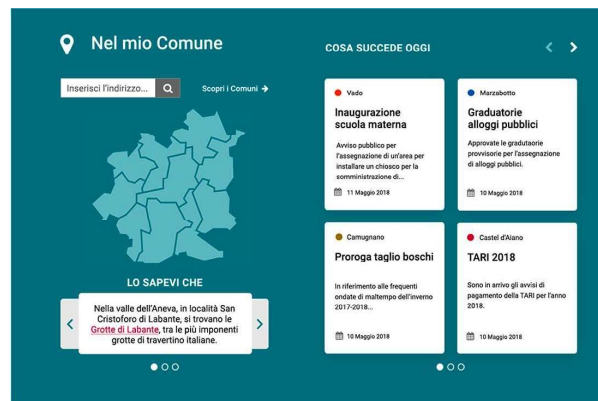 Nel mio Comune
Inserisci l'indirizzo...
Scopri i Comuni →
LO SAPEVI CHE
Nella valle dell'Aneva, in località San
Cristoforo di Labante, si trovano le
Grotte di Labante, tra le più imponenti
grotte di travertino italiane.
COSA SUCCEDE OGGI
Vado
Inaugurazione
scuola materna
Avviso pubblico per
l'assegnazione di un'area per
installare un chiosco per la
somministrazione di...
11 Maggio 2018
Marzabotto
Graduatorie
alloggi pubblici
Approvate le gradutaorie
provvisorie per l'assegnazione
di alloggi pubblici.
10 Maggio 2018
Camugnano
Proroga taglio boschi
In riferimento alle frequenti
ondate di maltempo dell'inverno
2017-2018...
10 Maggio 2018
Castel d'Aiano
TARI 2018
Sono in arrivo gli avvisi di
pagamento della TARI per l'anno
2018.
10 Maggio 2018